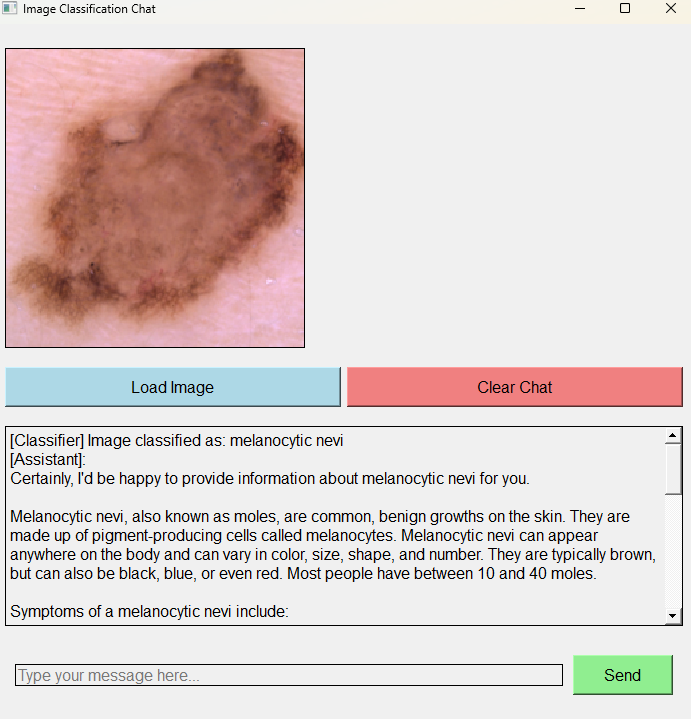 Image Classification Chat
Load Image
Clear Chat
[Classifier] Image classified as: melanocytic nevi
[Assistant]:
Certainly, I'd be happy to provide information about melanocytic nevi for you.
Melanocytic nevi, also known as moles, are common, benign growths on the skin. They are
made up of pigment-producing cells called melanocytes. Melanocytic nevi can appear
anywhere on the body and can vary in color, size, shape, and number. They are typically brown,
but can also be black, blue, or even red. Most people have between 10 and 40 moles.
Symptoms of a melanocytic nevi include:
Type your message here...
Send